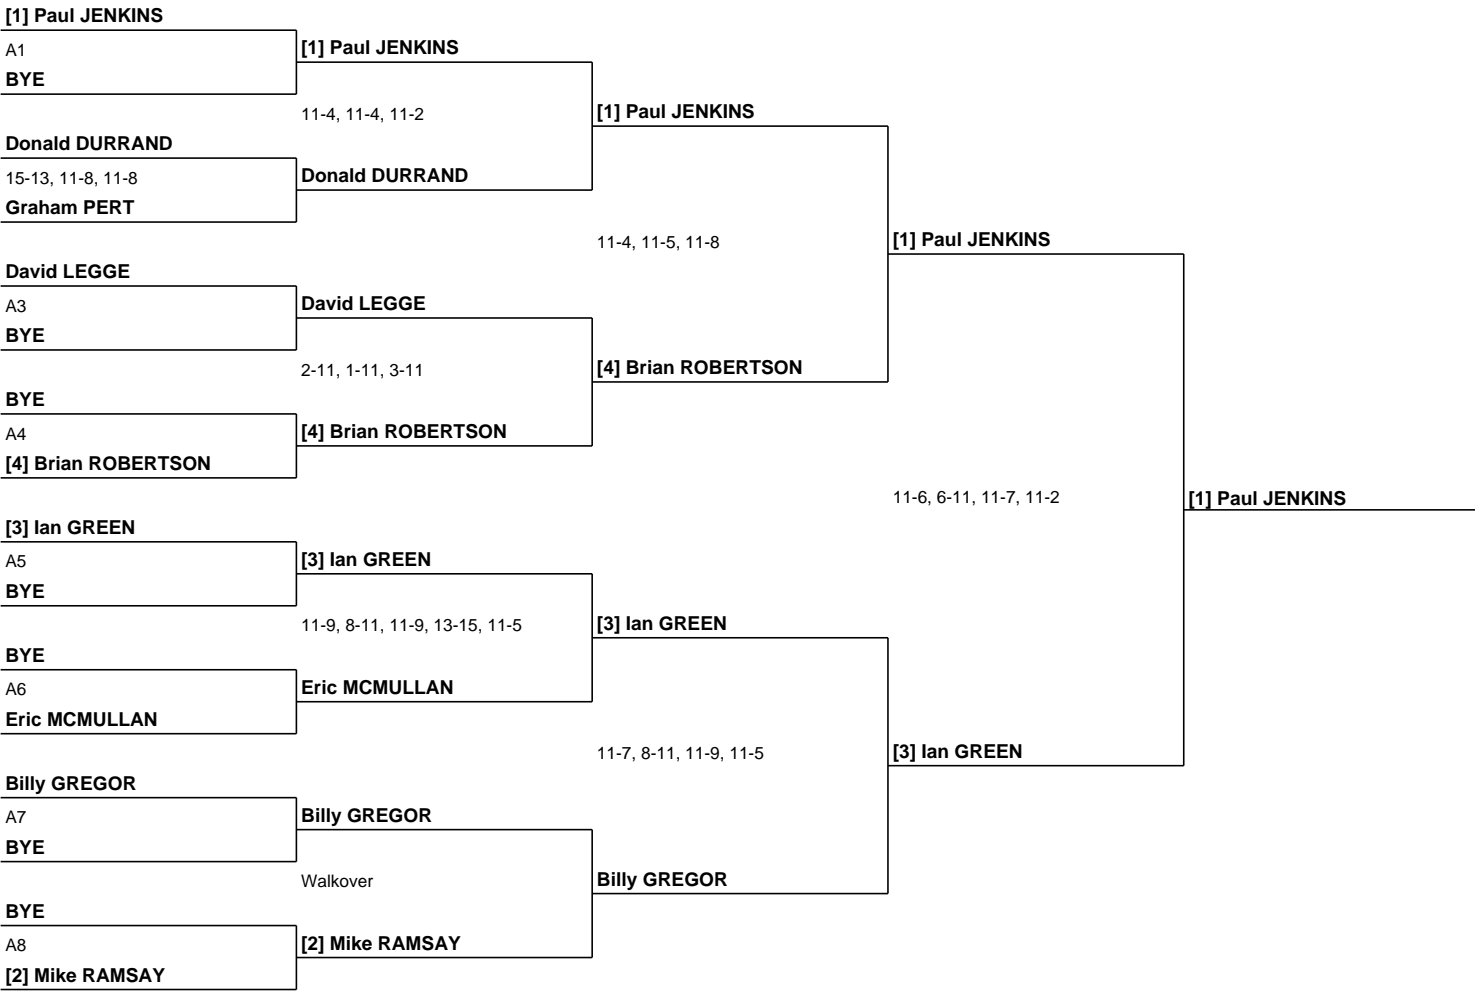 [1] Paul JENKINS
A1
BYE
Donald DURRAND
15-13, 11-8, 11-8
Graham PERT
David LEGGE
A3
BYE
BYE
A4
[4] Brian ROBERTSON
[3] Ian GREEN
A5
BYE
BYE
A6
Eric MCMULLAN
Billy GREGOR
A7
BYE
BYE
A8
[2] Mike RAMSAY
[1] Paul JENKINS
11-4, 11-4, 11-2
Donald DURRAND
David LEGGE
2-11, 1-11, 3-11
[4] Brian ROBERTSON
[3] Ian GREEN
11-9, 8-11, 11-9, 13-15, 11-5
Eric MCMULLAN
Billy GREGOR
Walkover
[2] Mike RAMSAY
[1] Paul JENKINS
11-4, 11-5, 11-8
[4] Brian ROBERTSON
[3] Ian GREEN
11-7, 8-11, 11-9, 11-5
Billy GREGOR
[1] Paul JENKINS
11-6, 6-11, 11-7, 11-2
[3] Ian GREEN
[1] Paul JENKINS